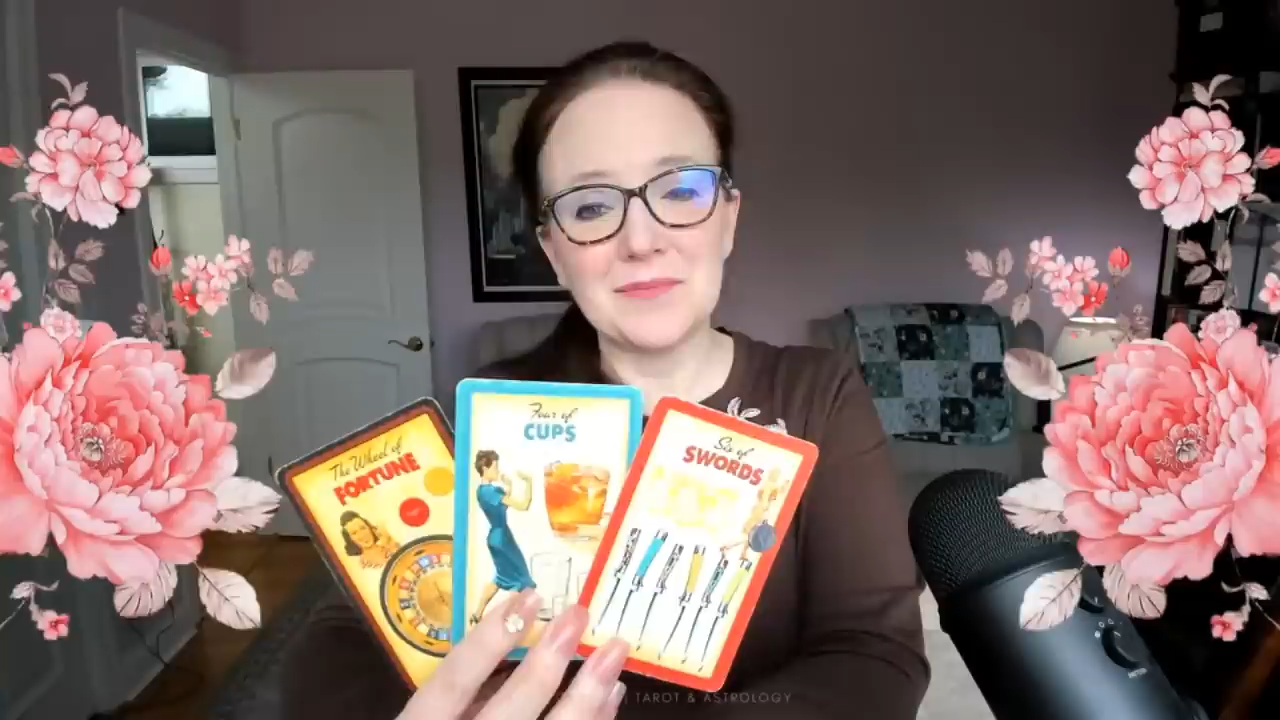 The Wheel of
FORTUNE
Four of
CUPS
Six of
SWORDS
| TAROT & ASTROLOGY